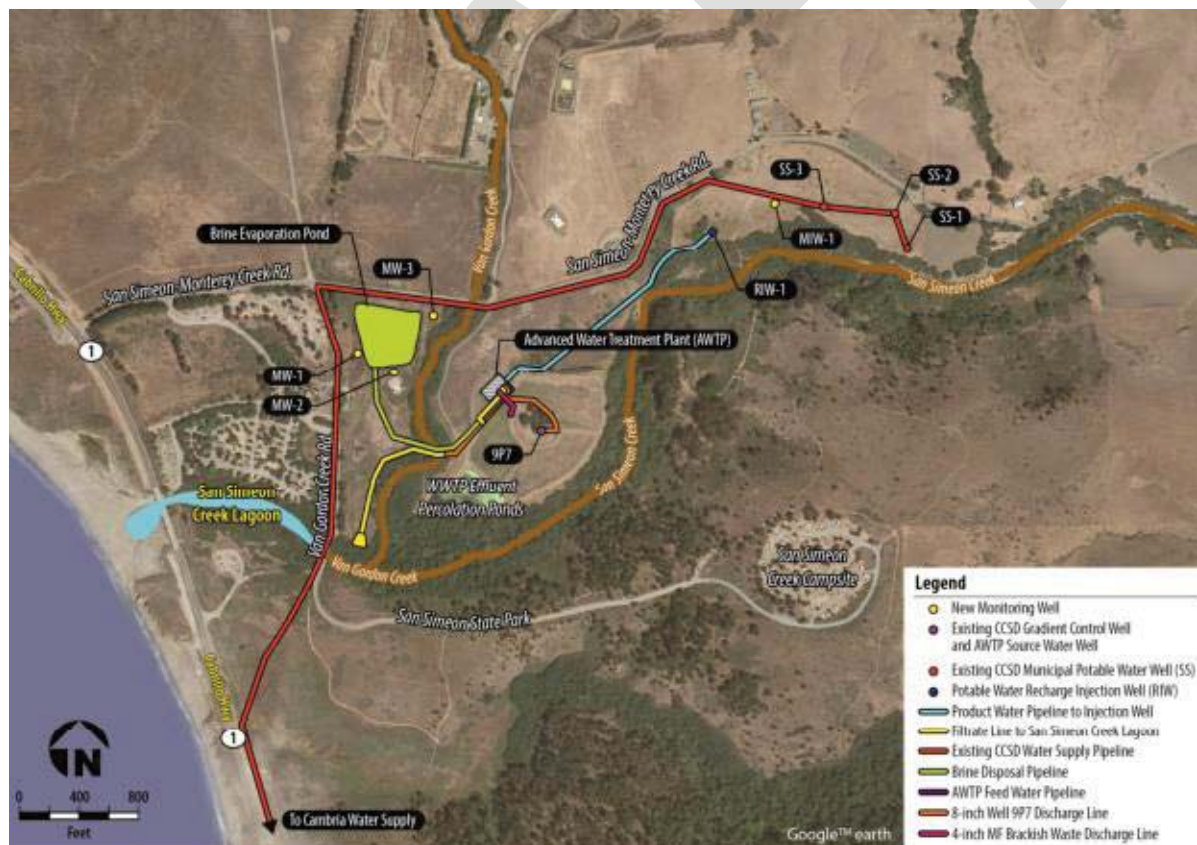 Van Gordon Creek
San Simeon-Monterey Creek Rd.
SS-3
SS-2
SS-1
MIW-1
San Simeon Creek
Brine Evaporation Pond
MW-3
RIW-1
Cabrillo Hwy.
San Simeon-Monterey Creek Rd.
1
Advanced Water Treatment Plant (AWTP)
MW-1
MW-2
9P7
San Simeon Creek
WWTP Effluent
Percolation Ponds
Van Gordon Creek Rd.
San Simeon
Creek Lagoon
Van Gordon Creek
San Simeon
Creek Campsite
San Simeon State Park
Cabrillo Hwy.
1
N
0 400 800
Feet
To Cambria Water Supply
Google™ earth
Legend
New Monitoring Well
Existing CCSD Gradient Control Well
and AWTP Source Water Well
Existing CCSD Municipal Potable Water Well (SS)
Potable Water Recharge Injection Well (RIW)
Product Water Pipeline to Injection Well
Filtrate Line to San Simeon Creek Lagoon
Existing CCSD Water Supply Pipeline
Brine Disposal Pipeline
AWTP Feed Water Pipeline
8-inch Well 9P7 Discharge Line
4-inch MF Brackish Waste Discharge Line